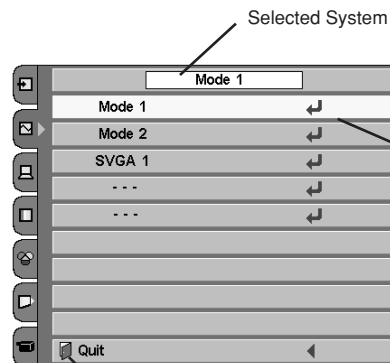 Selected System
Mode 1
Mode 1
Mode 2
SVGA 1
- - -
- - -
Quit